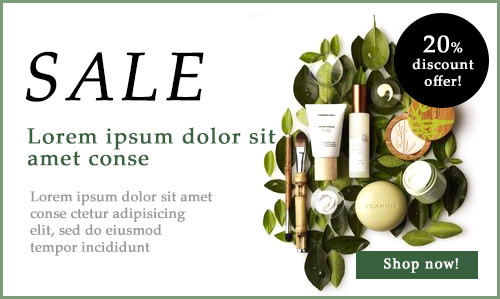 SALE
20%
discount
offer!
Lorem ipsum dolor sit
amet conse
Lorem ipsum dolor sit amet
conse ctetur adipisicing
elit, sed do eiusmod
tempor incididunt
CLARINS
Shop now!